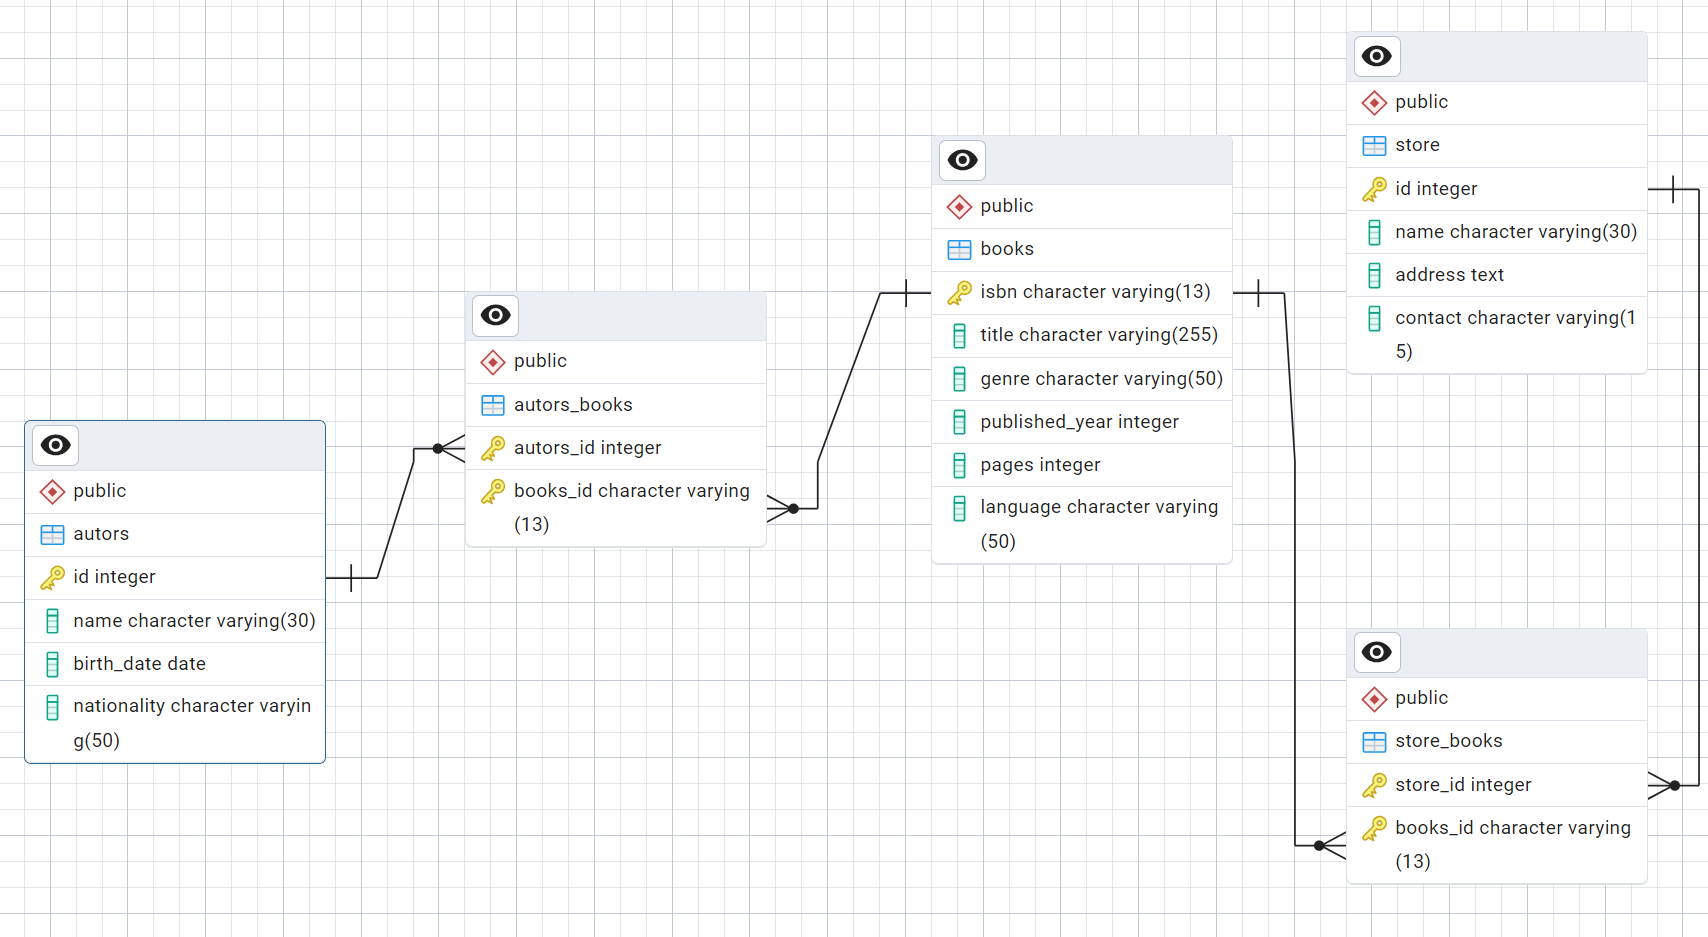 public
autors
id integer
name character varying(30)
birth_date date
nationality character varyin
g(50)
public
autors_books
autors_id integer
books_id character varying
(13)
public
books
isbn character varying(13)
title character varying(255)
genre character varying(50)
published_year integer
pages integer
language character varying
(50)
public
store
id integer
name character varying(30)
address text
contact character varying(1
5)
public
store_books
store_id integer
books_id character varying
(13)